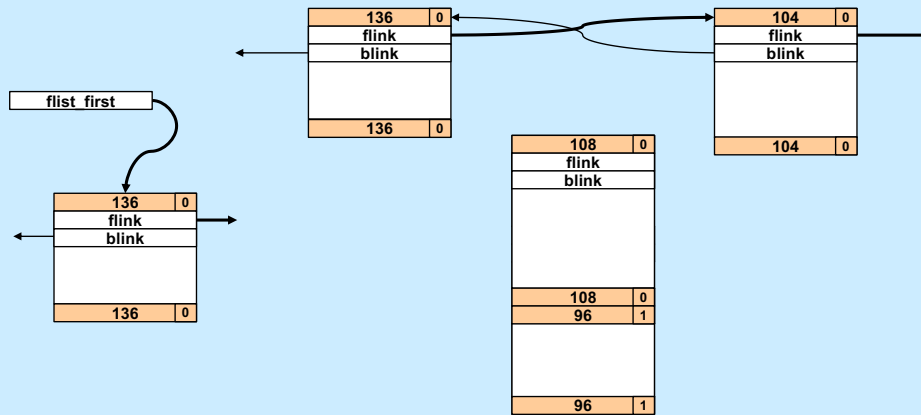 136 0
flink
blink
136 0
104 0
flink
blink
104 0
flist_first
136 0
flink
blink
136 0
108 0
flink
blink
108 0
96 1
96 1